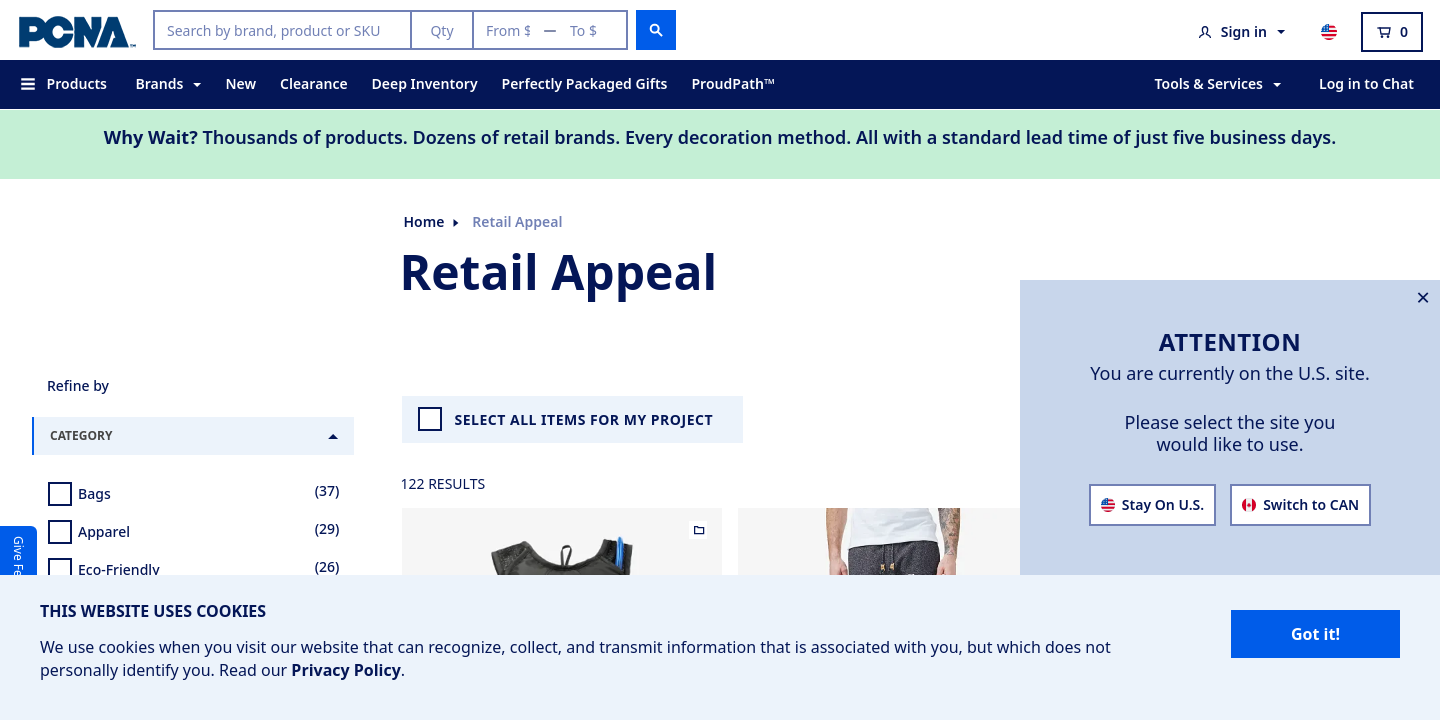 PCNA™
Search by brand, product or SKU
Qty
From $ — To $
Sign in
0
Products
Brands
New
Clearance
Deep Inventory
Perfectly Packaged Gifts
ProudPath™
Tools & Services
Log in to Chat
Why Wait? Thousands of products. Dozens of retail brands. Every decoration method. All with a standard lead time of just five business days.
Home
Retail Appeal
Retail Appeal
Refine by
CATEGORY
Bags (37)
Apparel (29)
Eco-Friendly (26)
Give
SELECT ALL ITEMS FOR MY PROJECT
122 RESULTS
ATTENTION
You are currently on the U.S. site.
Please select the site you
would like to use.
Stay On U.S.
Switch to CAN
THIS WEBSITE USES COOKIES
We use cookies when you visit our website that can recognize, collect, and transmit information that is associated with you, but which does not
personally identify you. Read our Privacy Policy.
Got it!